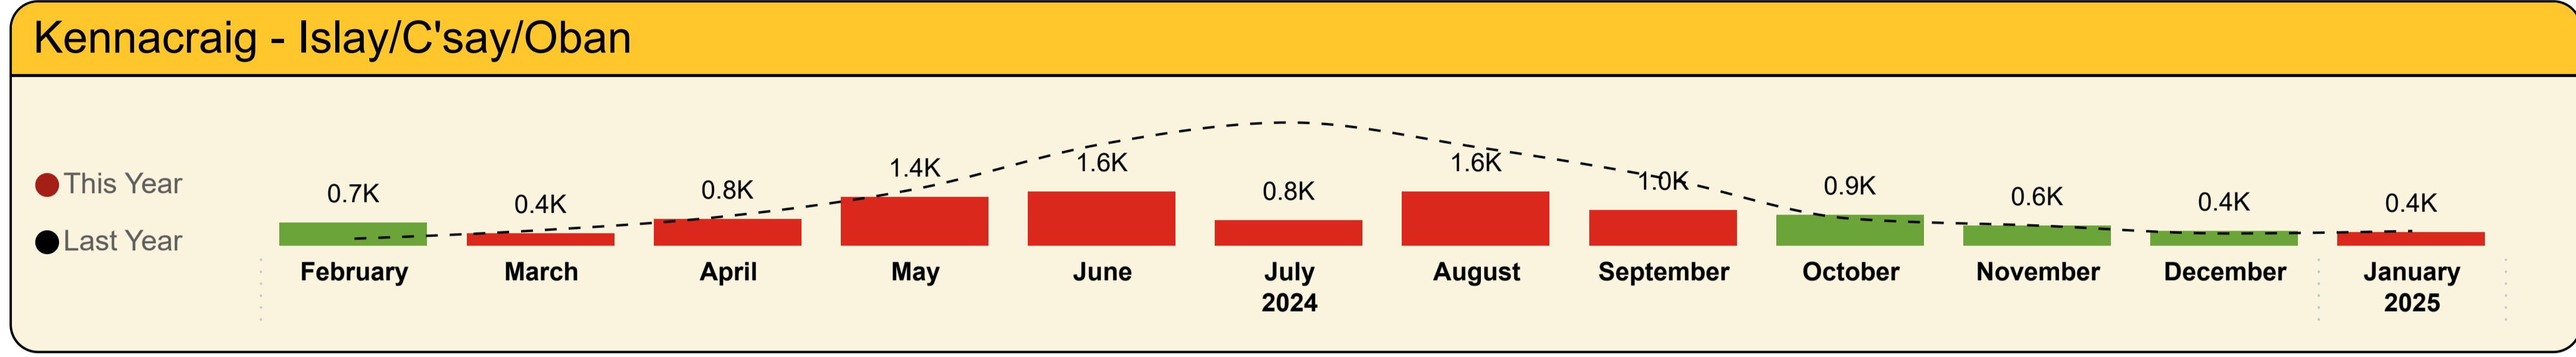 Kennacraig - Islay/C'say/Oban
This Year
Last Year
0.7K
0.4K
0.8K
1.4K
1.6K
0.8K
1.6K
1.0K
0.9K
0.6K
0.4K
0.4K
February
March
April
May
June
July
August
September
October
November
December
January
2024
2025